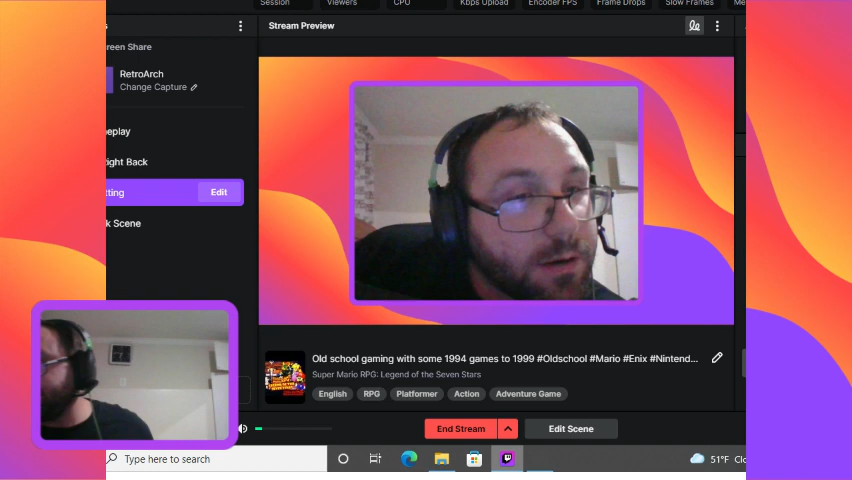 Session Viewers CPU Kbps Upload Encoder FPS Frame Drops Slow Frames
Stream Preview
reen Share
RetroArch
Change Capture
eplay
ight Back
tting Edit
k Scene
Old school gaming with some 1994 games to 1999 #Oldschool #Mario #Enix #Nintend...
Super Mario RPG: Legend of the Seven Stars
English RPG Platformer Action Adventure Game
End Stream Edit Scene
Type here to search
51°F Clo